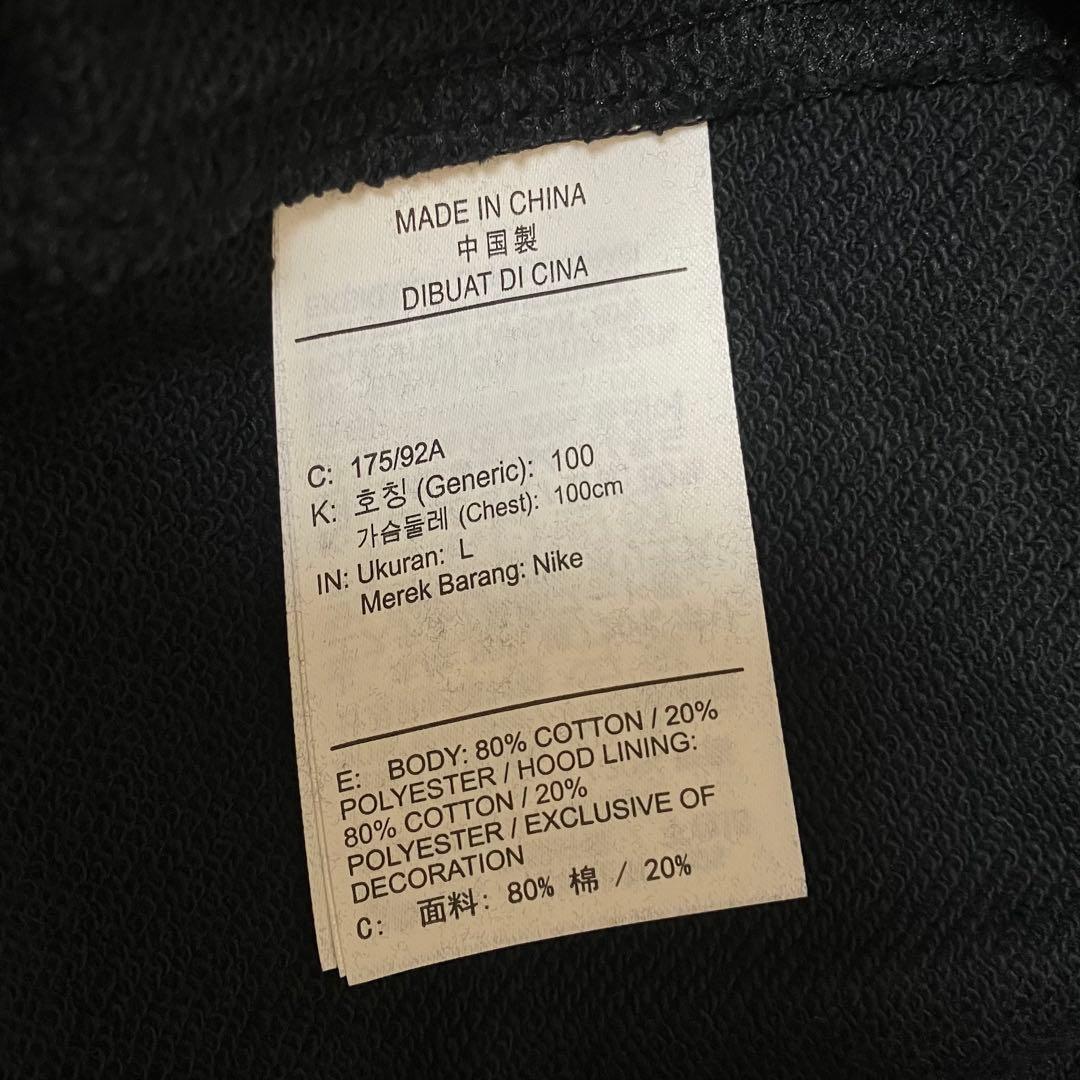 MADE IN CHINA
中国製
DIBUAT DI CINA
C: 175/92A
K: 호칭 (Generic): 100
가슴둘레 (Chest): 100cm
IN: Ukuran: L
Merek Barang: Nike
E: BODY: 80% COTTON / 20%
POLYESTER / HOOD LINING:
80% COTTON / 20%
POLYESTER / EXCLUSIVE OF
DECORATION
C: 面料: 80% 棉 / 20%